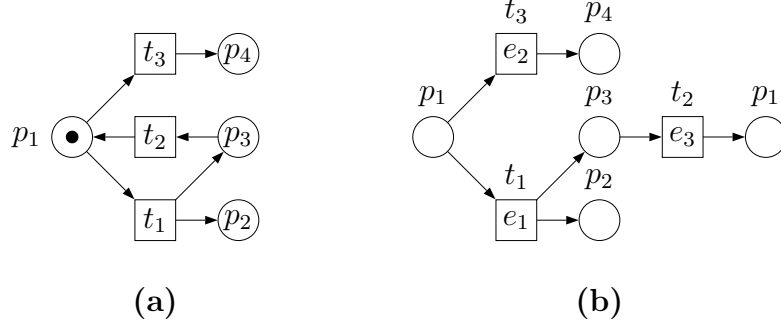 t₃ p₄
t₃ p₄ e₂
p₁ t₂ p₃
p₁ p₃ t₂ p₁
e₃
t₁ p₂
t₁ p₂
e₁
(a) (b)